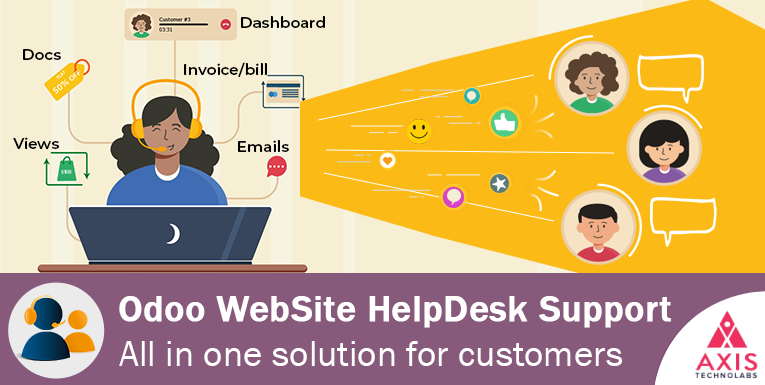 Customer #3
03:31
Dashboard
Docs
FLAT
50% OFF
Invoice/bill
Views
Emails
Odoo WebSite HelpDesk Support
All in one solution for customers
AXIS
TECHNOLABS